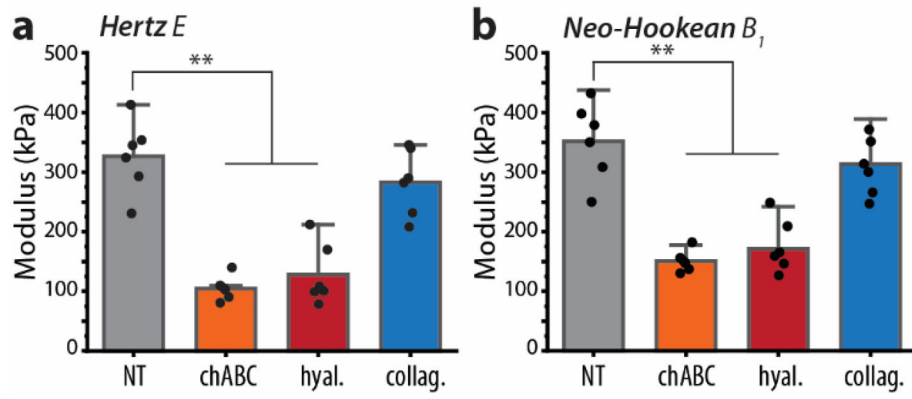 a Hertz E
500
400
300
200
100
0
Modulus (kPa)
**
NT chABC hyal. collag.
b Neo-Hookean B1
500
400
300
200
100
0
Modulus (kPa)
**
NT chABC hyal. collag.